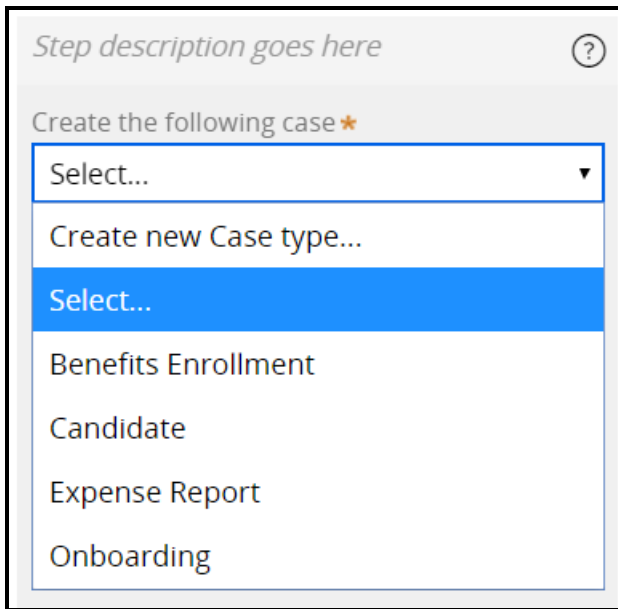 Step description goes here ?
Create the following case *
Select...
Create new Case type...
Select...
Benefits Enrollment
Candidate
Expense Report
Onboarding